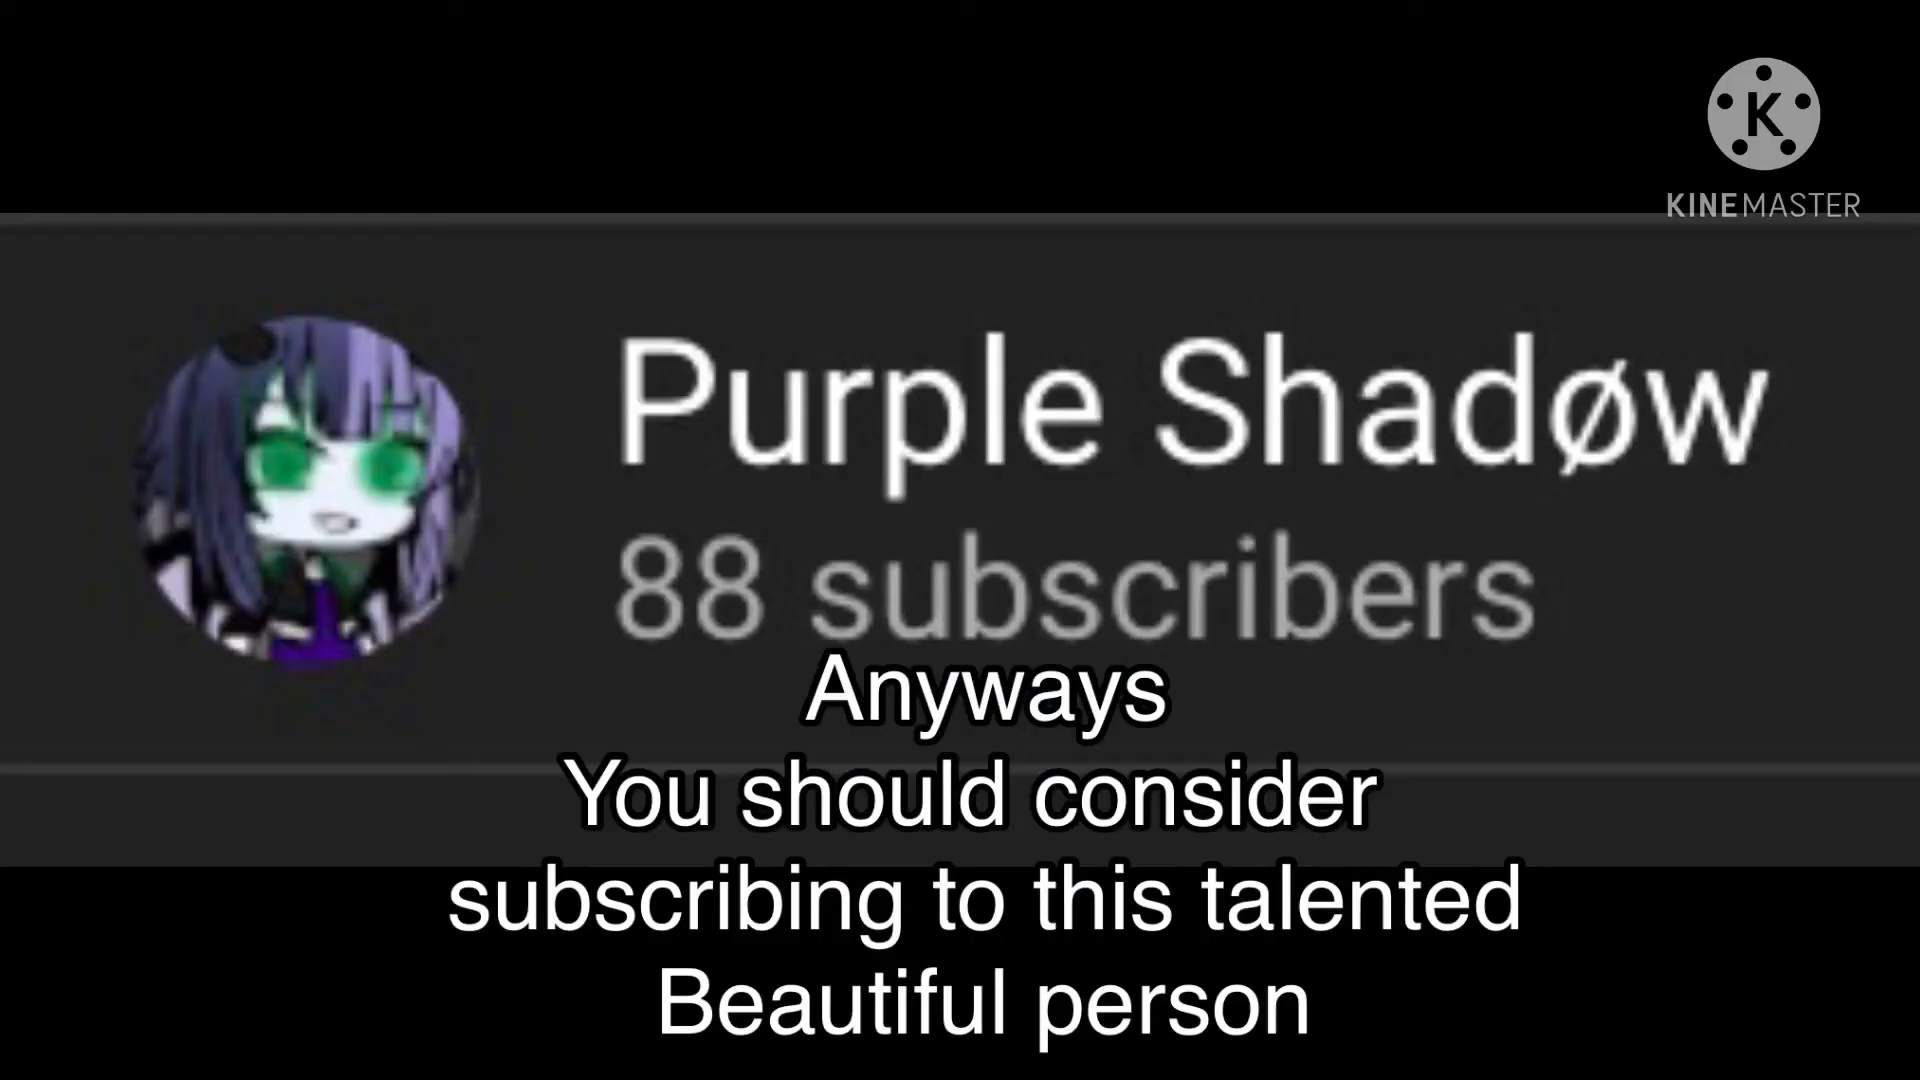 K
KINEMASTER
Purple Shadøw
88 subscribers
Anyways
You should consider
subscribing to this talented
Beautiful person